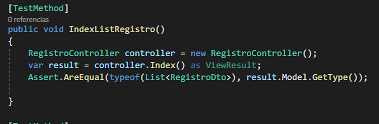 [TestMethod]
0 referencias
public void IndexListRegistro()
{
RegistroController controller = new RegistroController();
var result = controller.Index() as ViewResult;
Assert.AreEqual(typeof(List<RegistroDto>), result.Model.GetType());
}